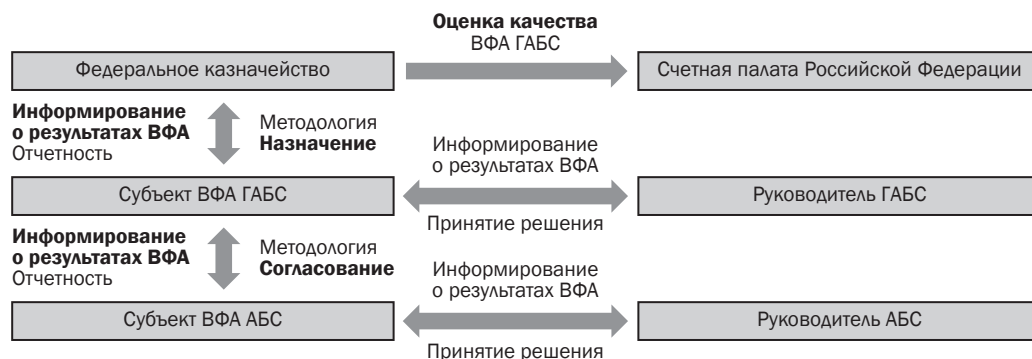 Оценка качества
ВФА ГАБС
Федеральное казначейство
Счетная палата Российской Федерации
Информирование
о результатах ВФА
Отчетность
Методология
Назначение
Информирование
о результатах ВФА
Субъект ВФА ГАБС
Руководитель ГАБС
Принятие решения
Информирование
о результатах ВФА
Отчетность
Методология
Согласование
Информирование
о результатах ВФА
Субъект ВФА АБС
Руководитель АБС
Принятие решения